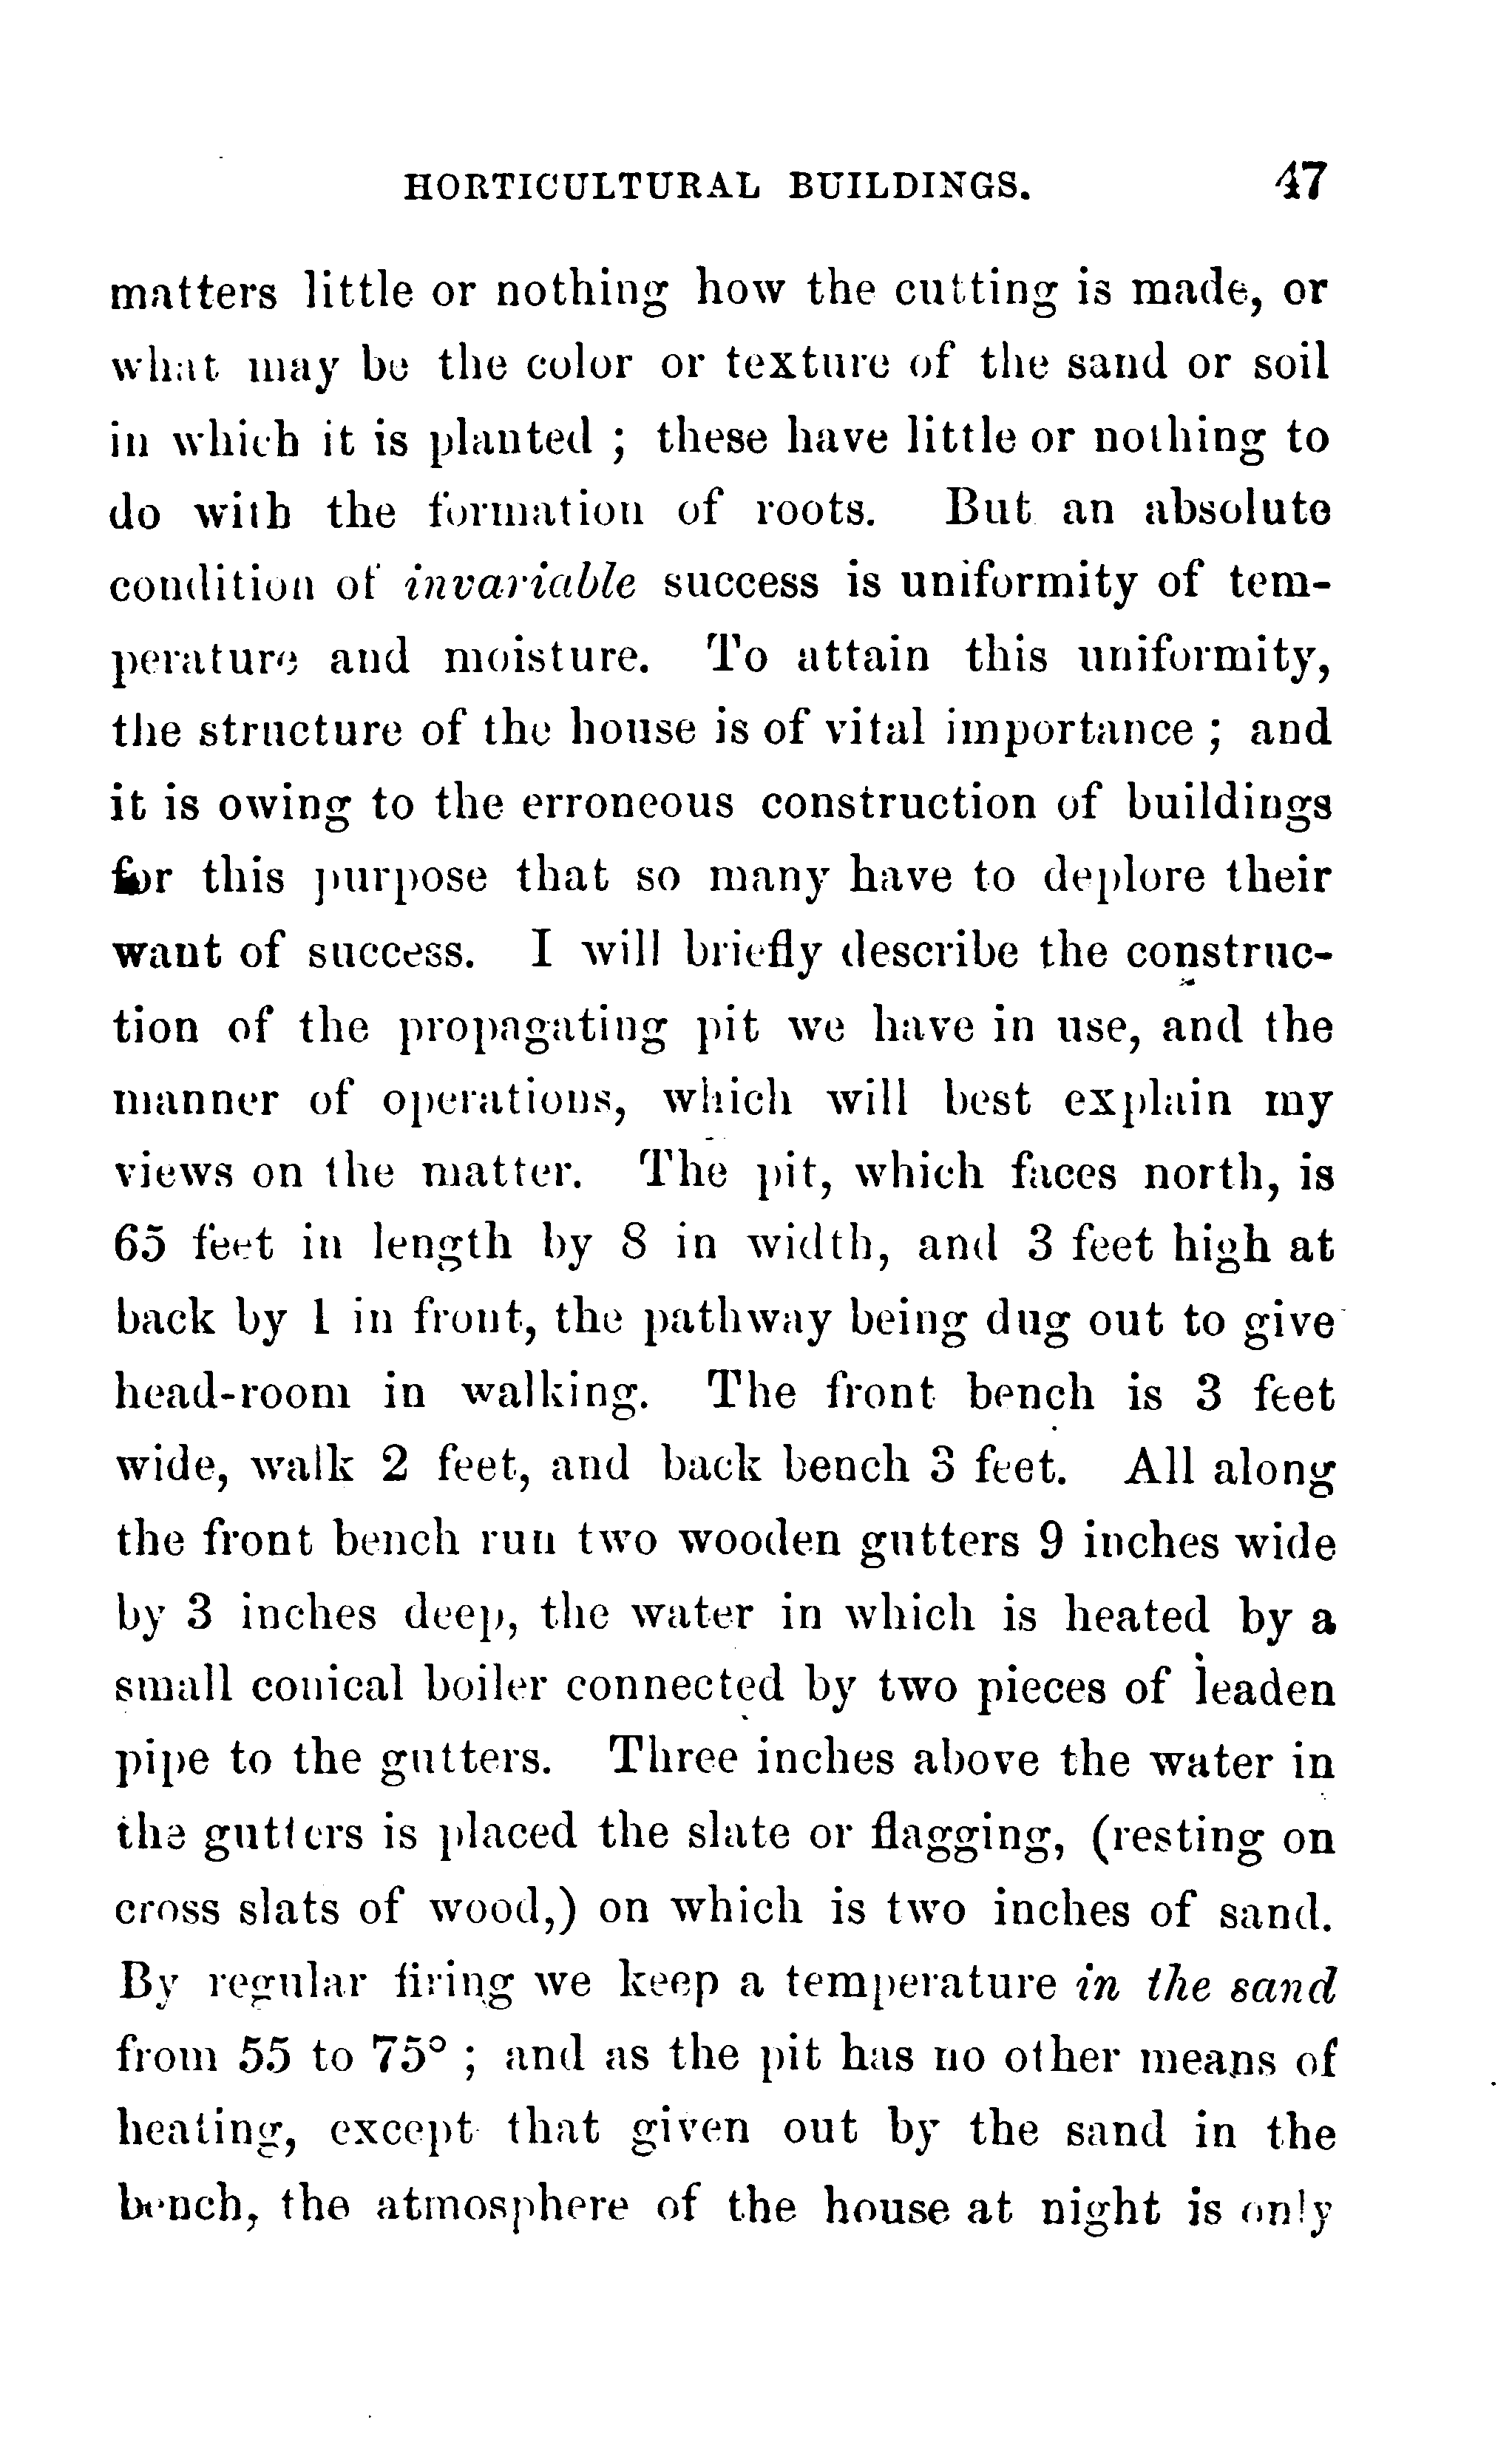 HORTICULTURAL BUILDINGS. 47
matters little or nothing how the cutting is made, or
what may be the color or texture of the sand or soil
in which it is planted ; these have little or nothing to
do with the formation of roots. But an absolute
condition of invariable success is uniformity of tem-
perature and moisture. To attain this uniformity,
the structure of the house is of vital importance ; and
it is owing to the erroneous construction of buildings
for this purpose that so many have to deplore their
want of success. I will briefly describe the construc-
tion of the propagating pit we have in use, and the
manner of operations, which will best explain my
views on the matter. The pit, which faces north, is
65 feet in length by 8 in width, and 3 feet high at
back by 1 in front, the pathway being dug out to give
head-room in walking. The front bench is 3 feet
wide, walk 2 feet, and back bench 3 feet. All along
the front bench run two wooden gutters 9 inches wide
by 3 inches deep, the water in which is heated by a
small conical boiler connected by two pieces of leaden
pipe to the gutters. Three inches above the water in
the gutters is placed the slate or flagging, (resting on
cross slats of wood,) on which is two inches of sand.
By regular firing we keep a temperature in the sand
from 55 to 75° ; and as the pit has no other means of
heating, except that given out by the sand in the
bench, the atmosphere of the house at night is only